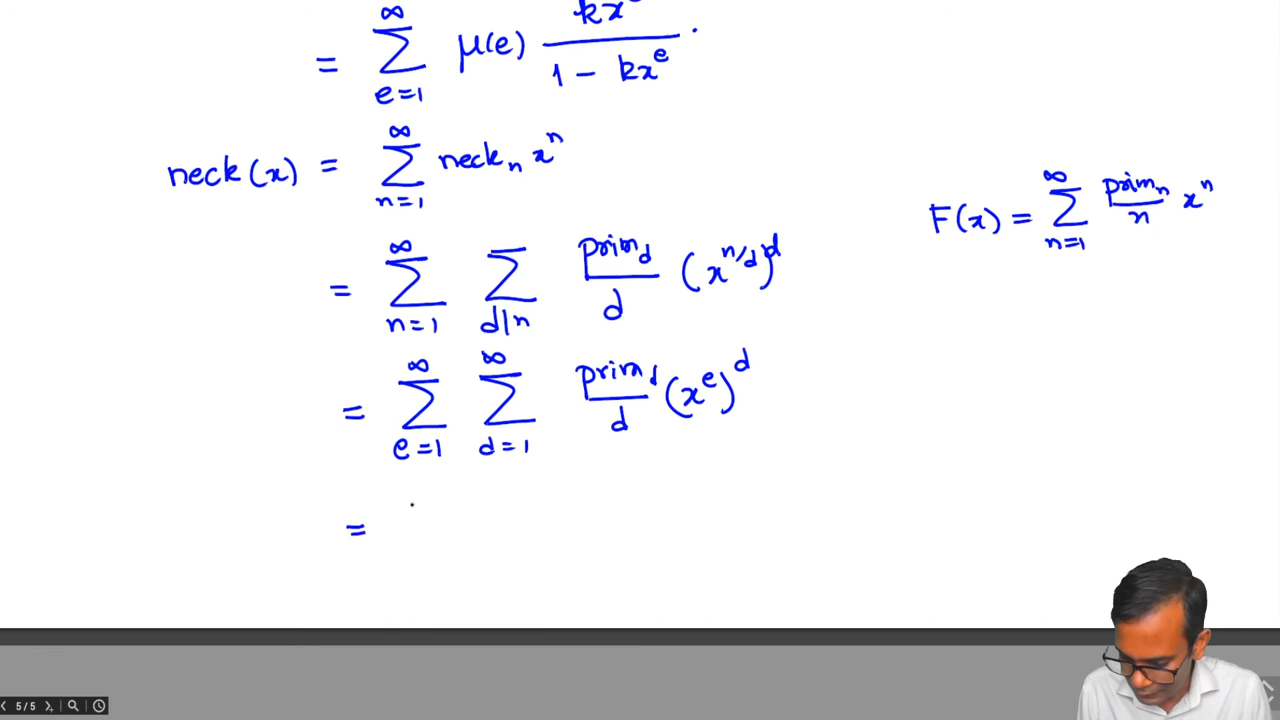 = ∞∑e=1 μ(e) kx / 1 − kx^e .
neck(x) = ∞∑n=1 neck_n x^n
F(x) = ∞∑n=1 prim_n / n x^n
= ∞∑n=1 ∑d|n prim_d / d (x^{n/d})^d
= ∞∑e=1 ∞∑d=1 prim_d / d (x^e)^d
=
5/5